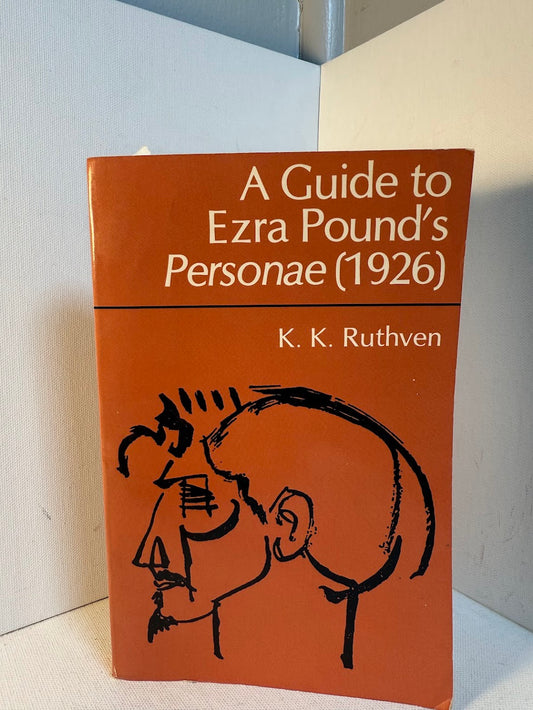 A Guide to
Ezra Pound's
Personae (1926)
K. K. Ruthven